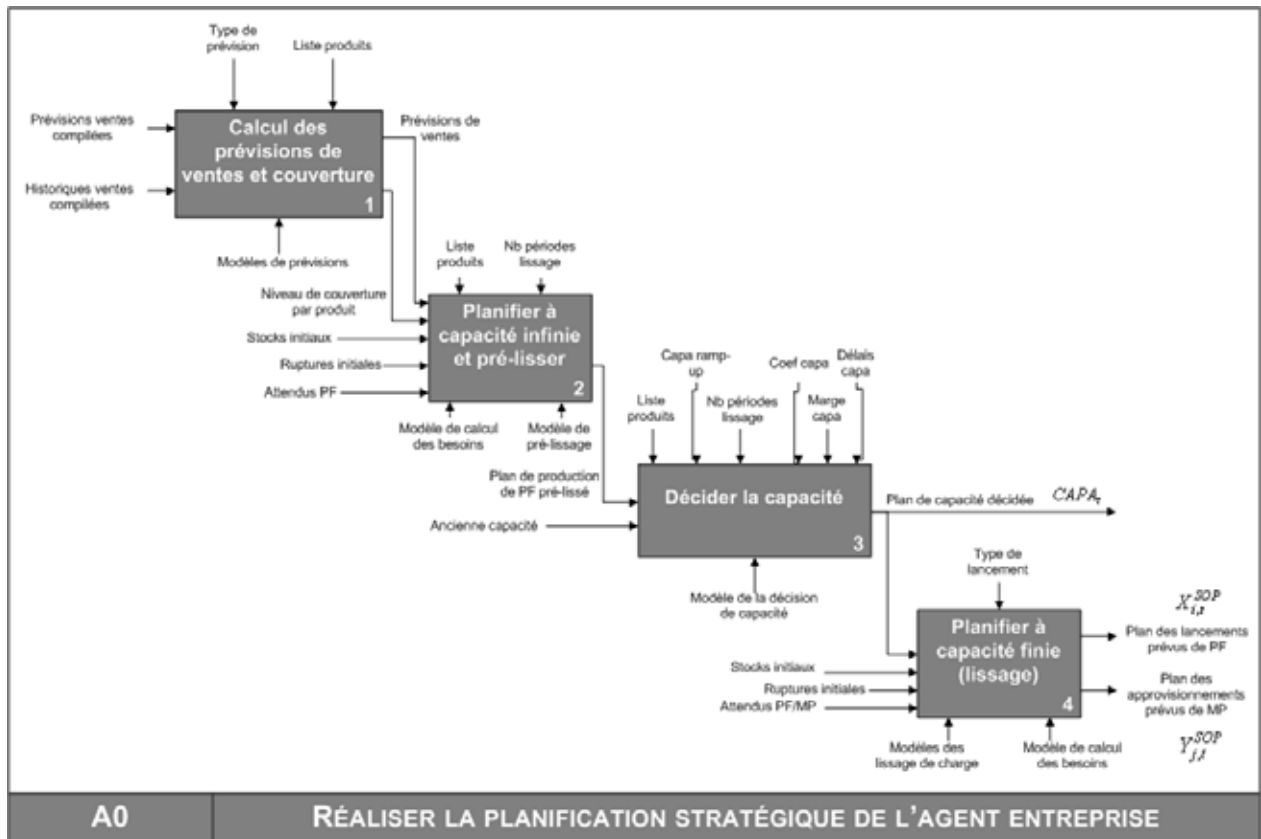 Type de
prévision
Liste produits
Prévisions ventes
compilées
Historiques ventes
compilées
Calcul des
prévisions de
ventes et couverture
1
Prévisions de
ventes
Modèles de prévisions
Liste
produits
Nb périodes
lissage
Niveau de couverture
par produit
Stocks initiaux
Ruptures initiales
Attendus PF
Planifier à
capacité infinie
et pré-lisser
2
Modèle de calcul
des besoins
Modèle de
pré-lissage
Capa ramp-
up
Coef capa
Délais
capa
Liste
produits
Nb périodes
lissage
Marge
capa
Plan de production
de PF pré-lissé
Ancienne capacité
Décider la capacité
3
Plan de capacité décidée
CAPAₜ
Modèle de la décision
de capacité
Type de
lancement
Stocks initiaux
Ruptures initiales
Attendus PF/MP
Planifier à
capacité finie
(lissage)
4
X_{i,t}^{SOP}
Plan des lancements
prévus de PF
Plan des
approvisionnements
prévus de MP
Y_{j,t}^{SOP}
Modèles des
lissage de charge
Modèle de calcul
des besoins
A0
RÉALISER LA PLANIFICATION STRATÉGIQUE DE L'AGENT ENTREPRISE